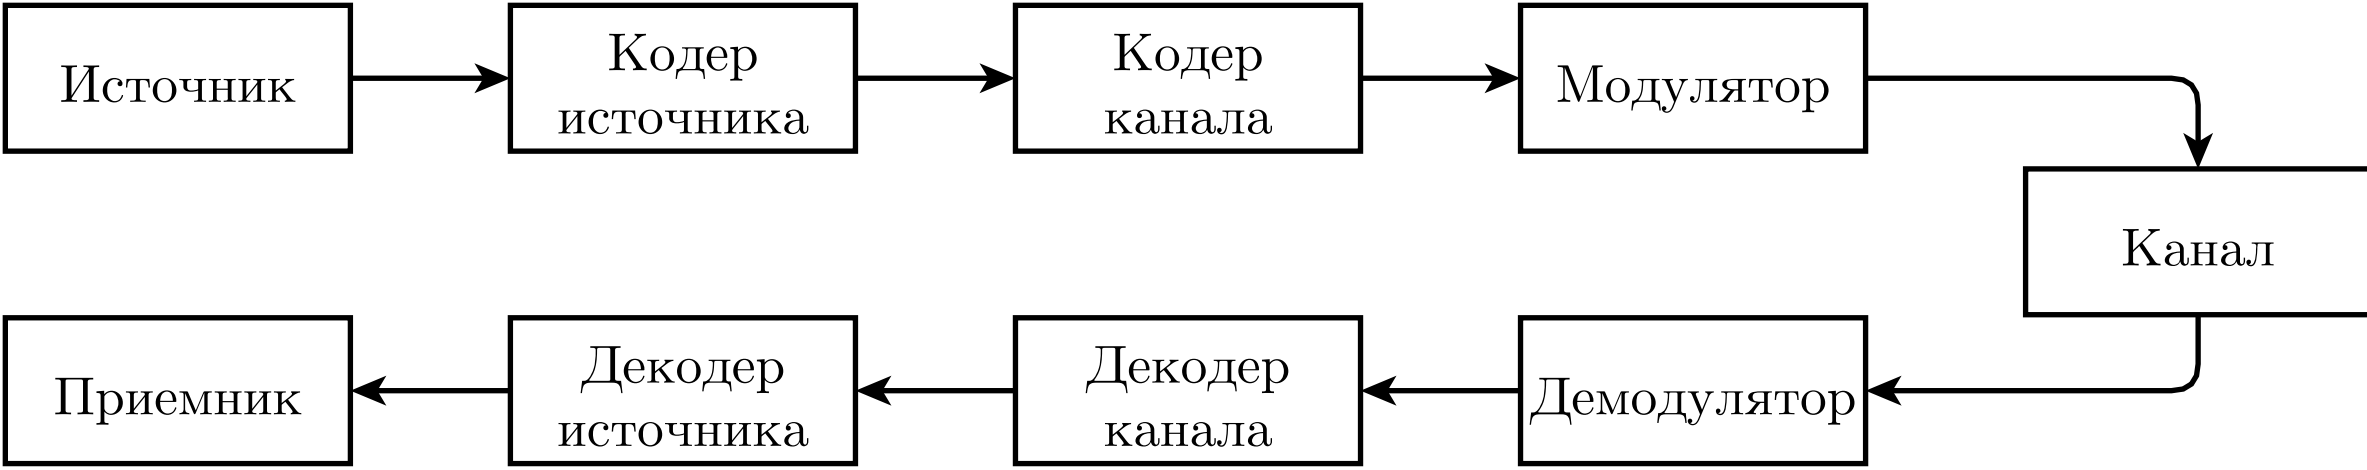 Источник
Кодер
источника
Кодер
канала
Модулятор
Канал
Приемник
Декодер
источника
Декодер
канала
Демодулятор